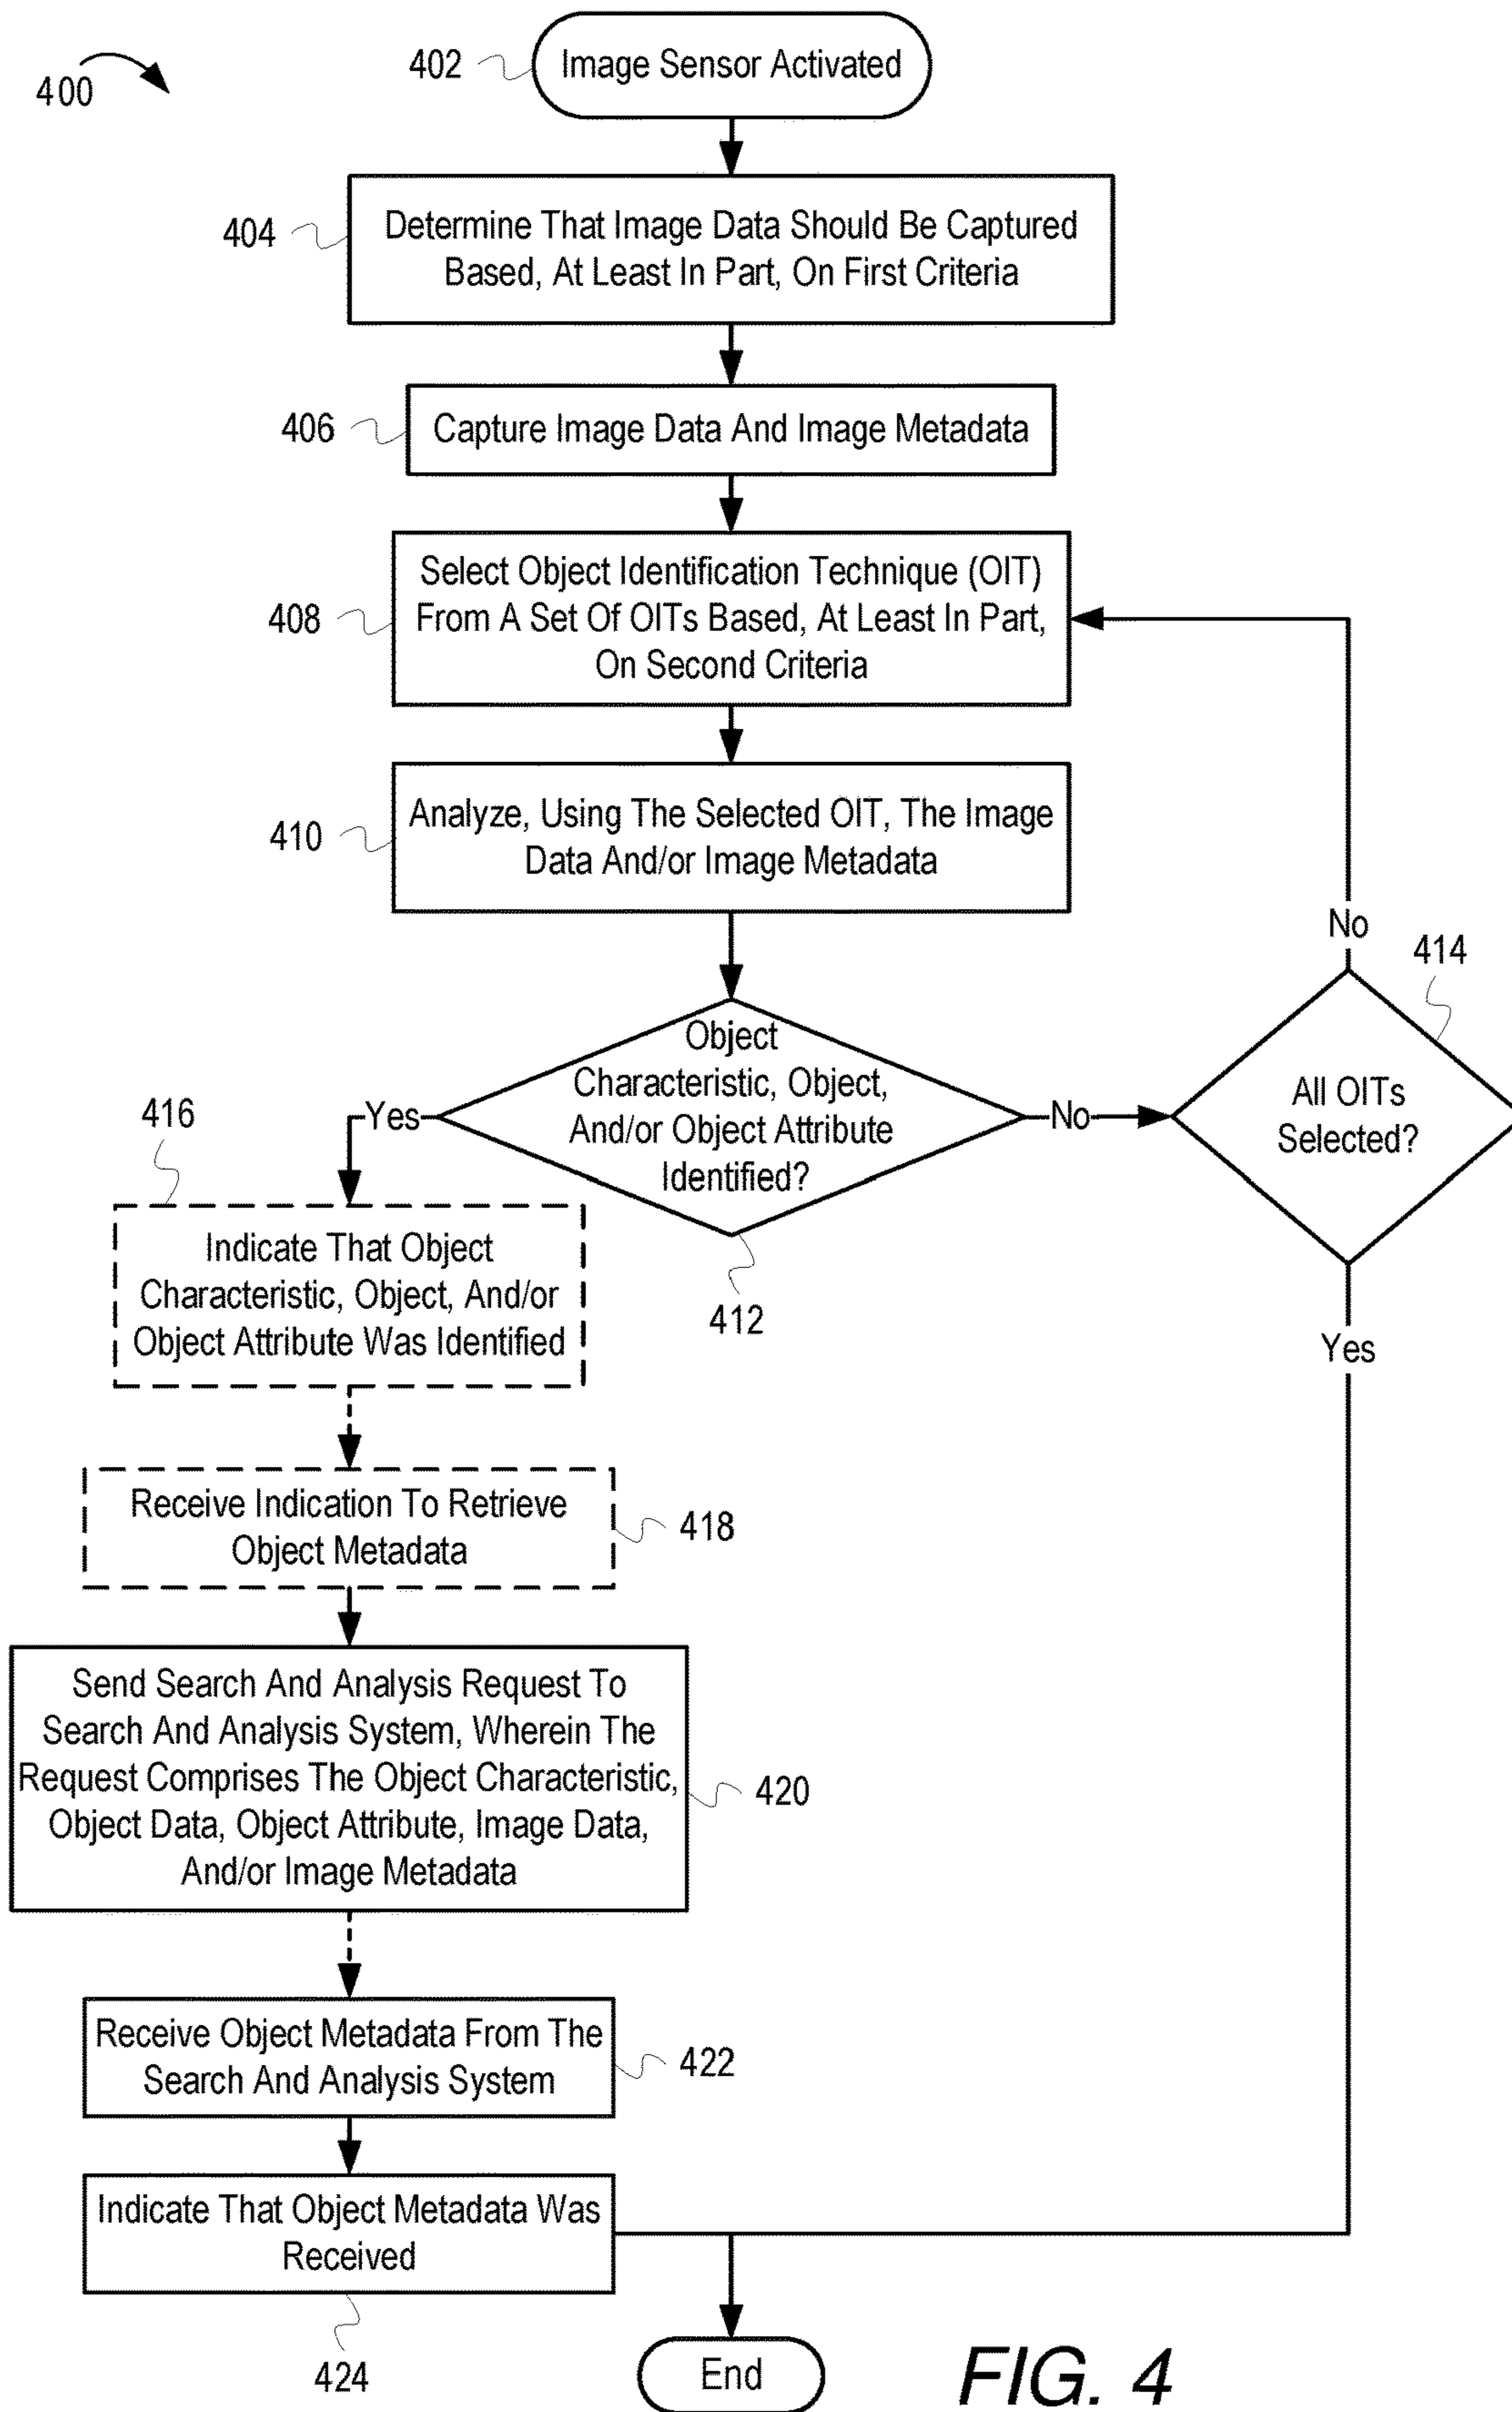 400
402
Image Sensor Activated
404
Determine That Image Data Should Be Captured
Based, At Least In Part, On First Criteria
406
Capture Image Data And Image Metadata
408
Select Object Identification Technique (OIT)
From A Set Of OITs Based, At Least In Part,
On Second Criteria
410
Analyze, Using The Selected OIT, The Image
Data And/or Image Metadata
No
414
Object
Characteristic, Object,
And/or Object Attribute
Identified?
Yes
No
All OITs
Selected?
416
412
Indicate That Object
Characteristic, Object, And/or
Object Attribute Was Identified
Yes
Receive Indication To Retrieve
Object Metadata
418
Send Search And Analysis Request To
Search And Analysis System, Wherein The
Request Comprises The Object Characteristic,
Object Data, Object Attribute, Image Data,
And/or Image Metadata
420
Receive Object Metadata From The
Search And Analysis System
422
Indicate That Object Metadata Was
Received
424
End
FIG. 4